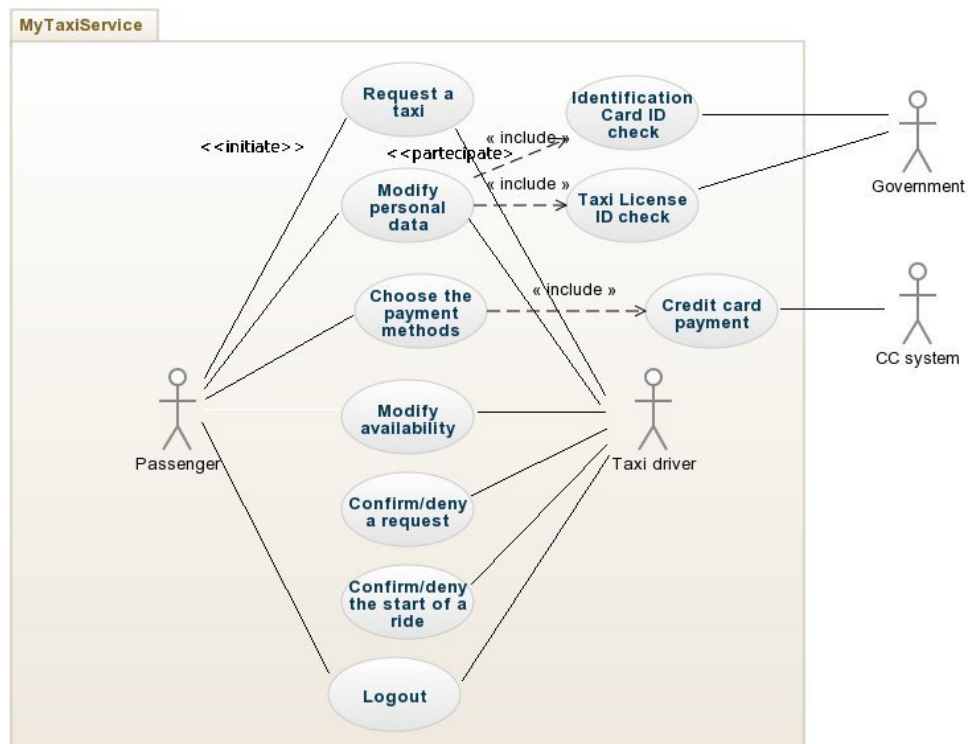 MyTaxiService
Request a
taxi
Identification
Card ID
check
<<initiate>>
<<partecipate>
« include »
Government
Modify
personal
data
« include »
Taxi License
ID check
Choose the
payment
methods
« include »
Credit card
payment
CC system
Passenger
Modify
availability
Taxi driver
Confirm/deny
a request
Confirm/deny
the start of a
ride
Logout